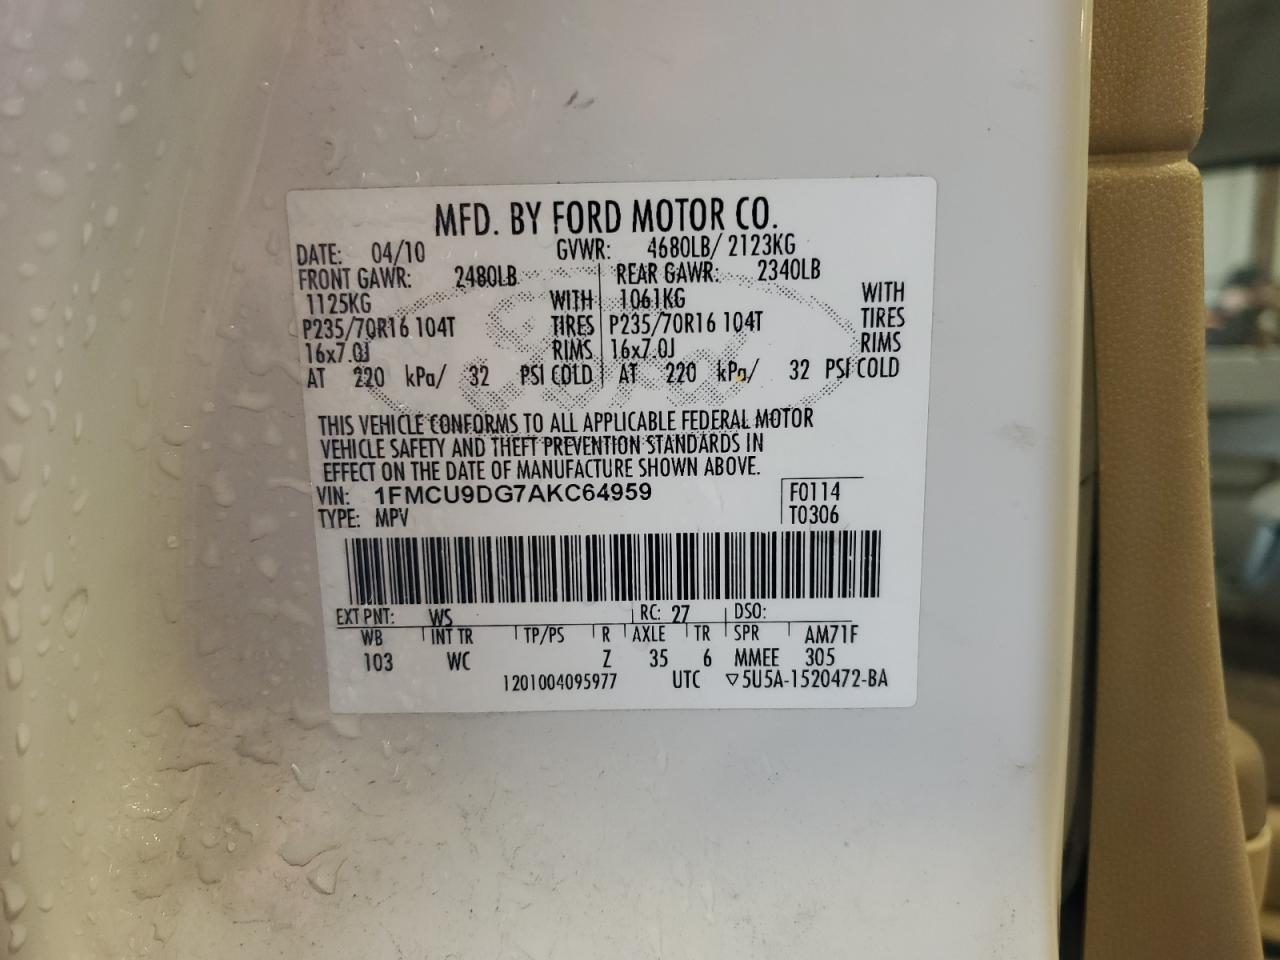 MFD. BY FORD MOTOR CO.
DATE: 04/10 GVWR: 4680LB/ 2123KG
FRONT GAWR: 2480LB REAR GAWR: 2340LB
1125KG WITH 1061KG WITH
P235/70R16 104T TIRES P235/70R16 104T TIRES
16x7.0J RIMS 16x7.0J RIMS
AT 220 kPa/ 32 PSI COLD AT 220 kPa/ 32 PSI COLD
THIS VEHICLE CONFORMS TO ALL APPLICABLE FEDERAL MOTOR
VEHICLE SAFETY AND THEFT PREVENTION STANDARDS IN
EFFECT ON THE DATE OF MANUFACTURE SHOWN ABOVE.
VIN: 1FMCU9DG7AKC64959 F0114
TYPE: MPV T0306
EXT PNT: WS RC: 27 DSO:
WB INT TR TP/PS R AXLE TR SPR AM71F
103 WC Z 35 6 MMEE 305
1201004095977 UTC ▽5U5A-1520472-BA